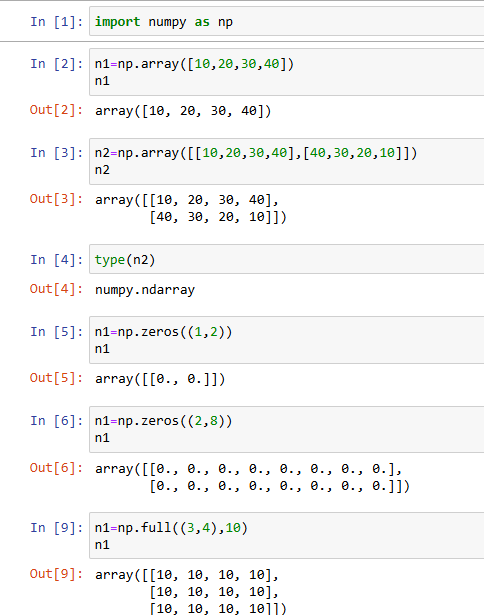 In [1]: import numpy as np
In [2]: n1=np.array([10,20,30,40])
n1
Out[2]: array([10, 20, 30, 40])
In [3]: n2=np.array([[10,20,30,40],[40,30,20,10]])
n2
Out[3]: array([[10, 20, 30, 40],
[40, 30, 20, 10]])
In [4]: type(n2)
Out[4]: numpy.ndarray
In [5]: n1=np.zeros((1,2))
n1
Out[5]: array([[0., 0.]])
In [6]: n1=np.zeros((2,8))
n1
Out[6]: array([[0., 0., 0., 0., 0., 0., 0., 0.],
[0., 0., 0., 0., 0., 0., 0., 0.]])
In [9]: n1=np.full((3,4),10)
n1
Out[9]: array([[10, 10, 10, 10],
[10, 10, 10, 10],
[10, 10, 10, 10]])